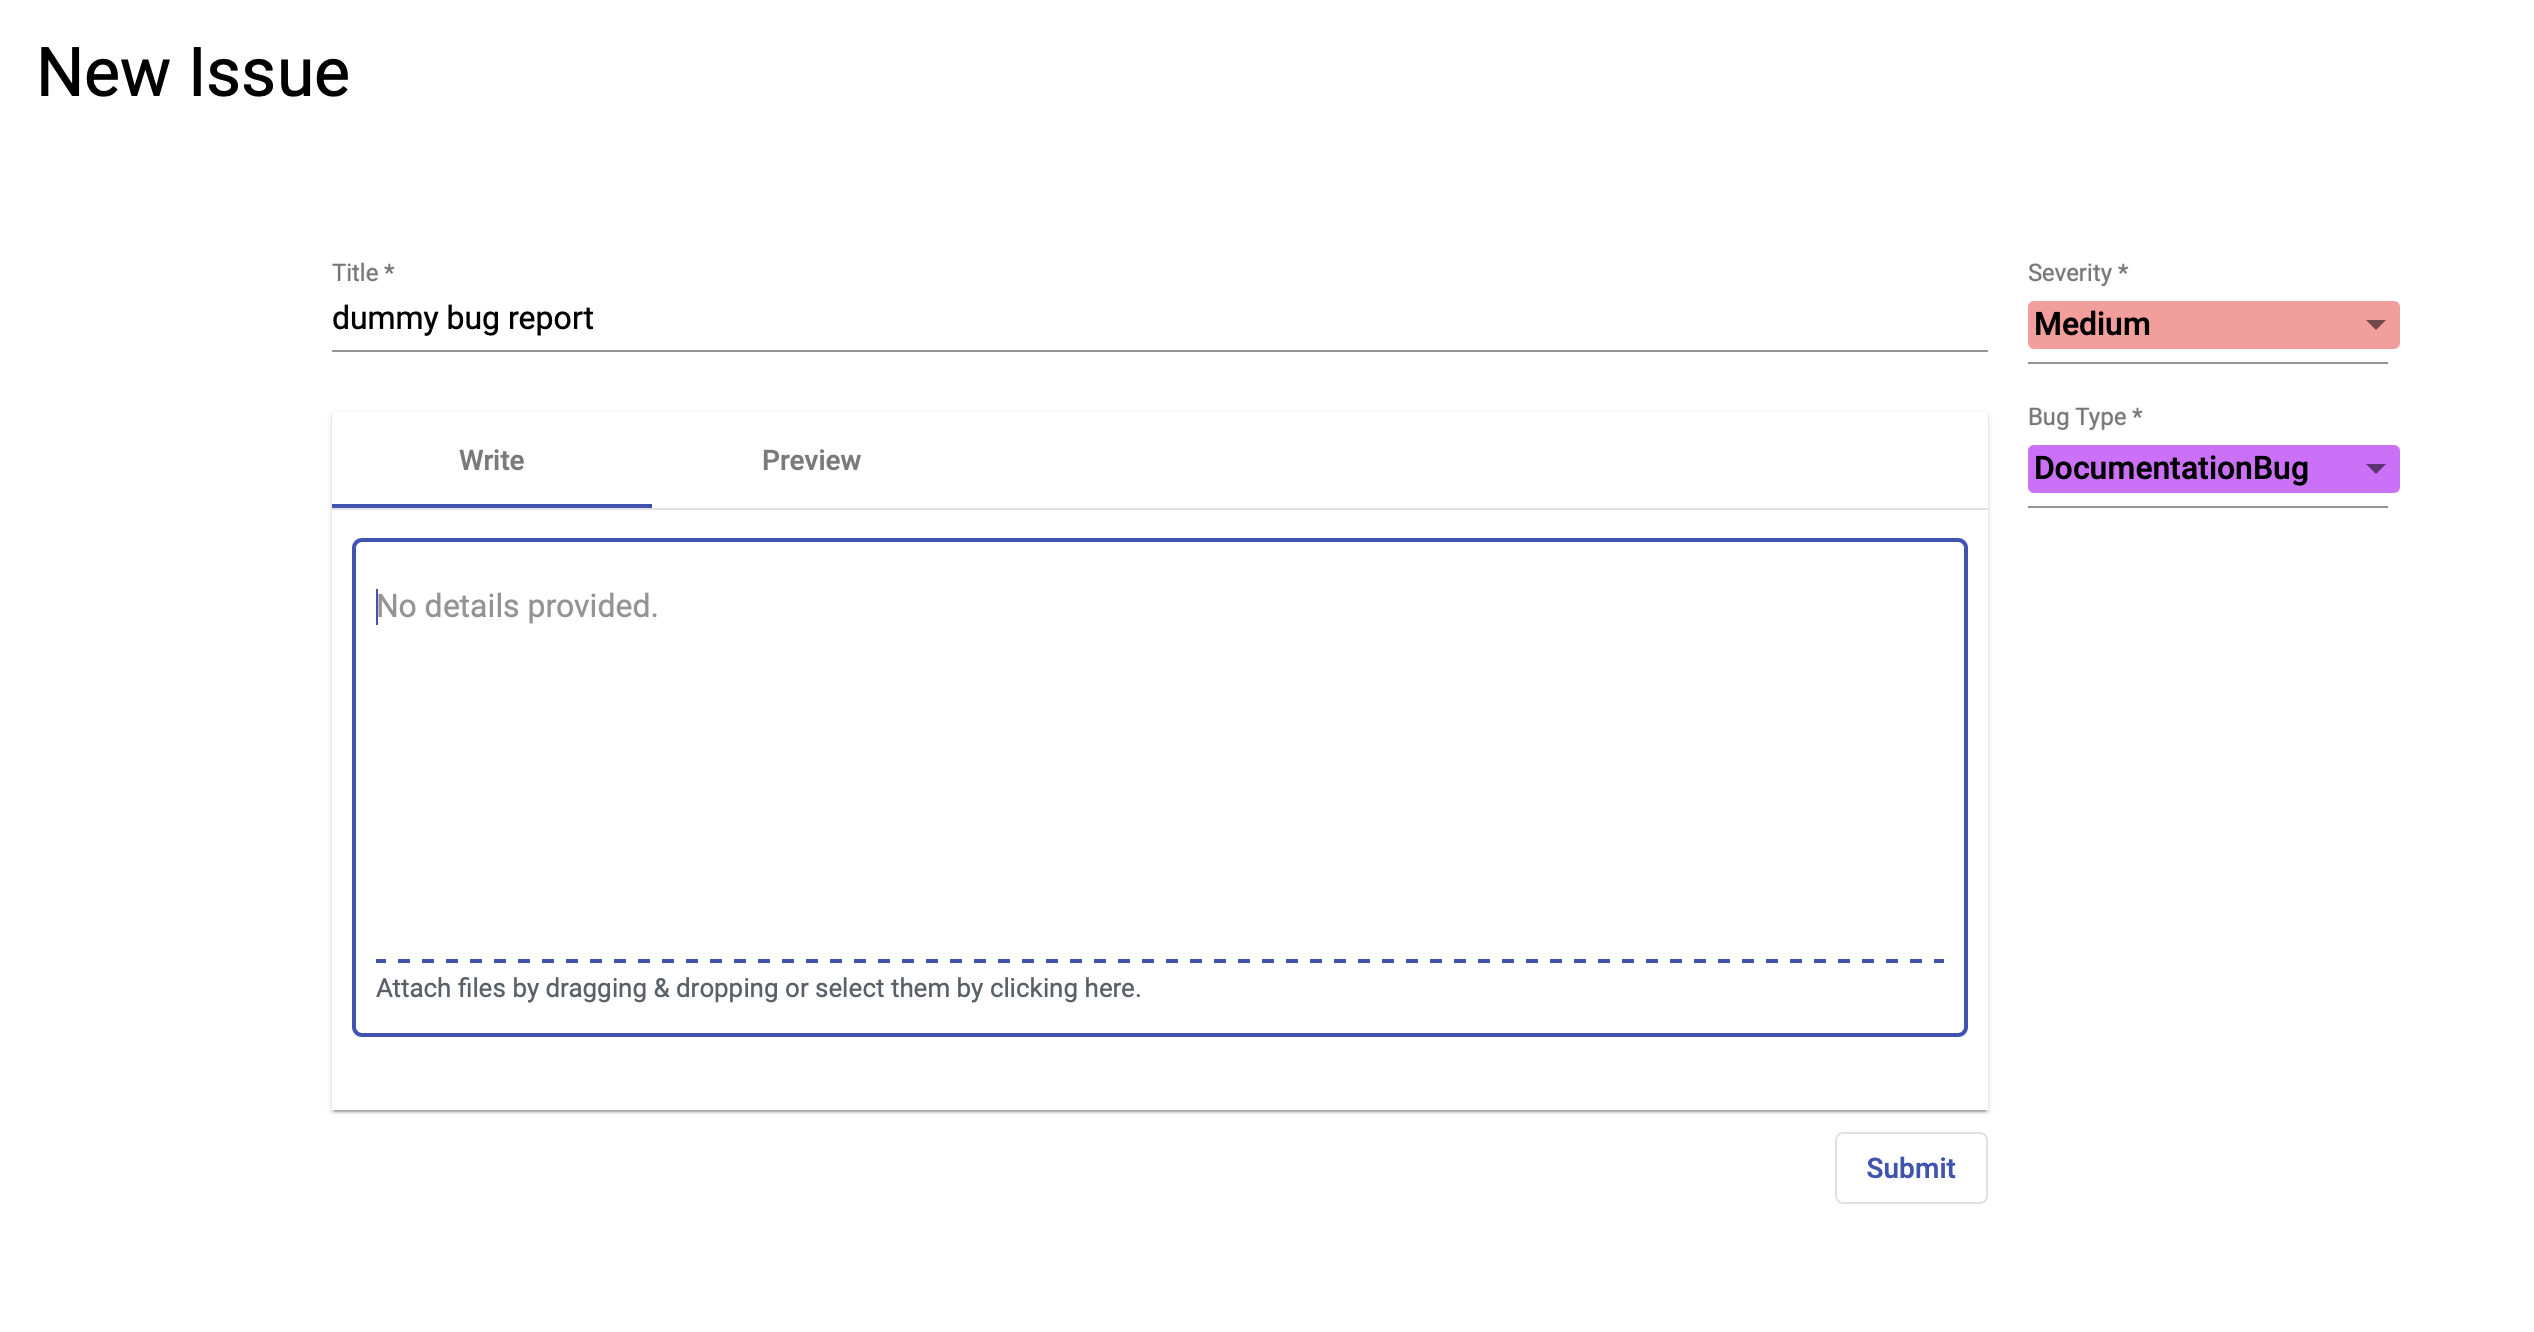 New Issue
Title *
dummy bug report
Severity *
Medium
Bug Type *
DocumentationBug
Write
Preview
No details provided.
Attach files by dragging & dropping or select them by clicking here.
Submit